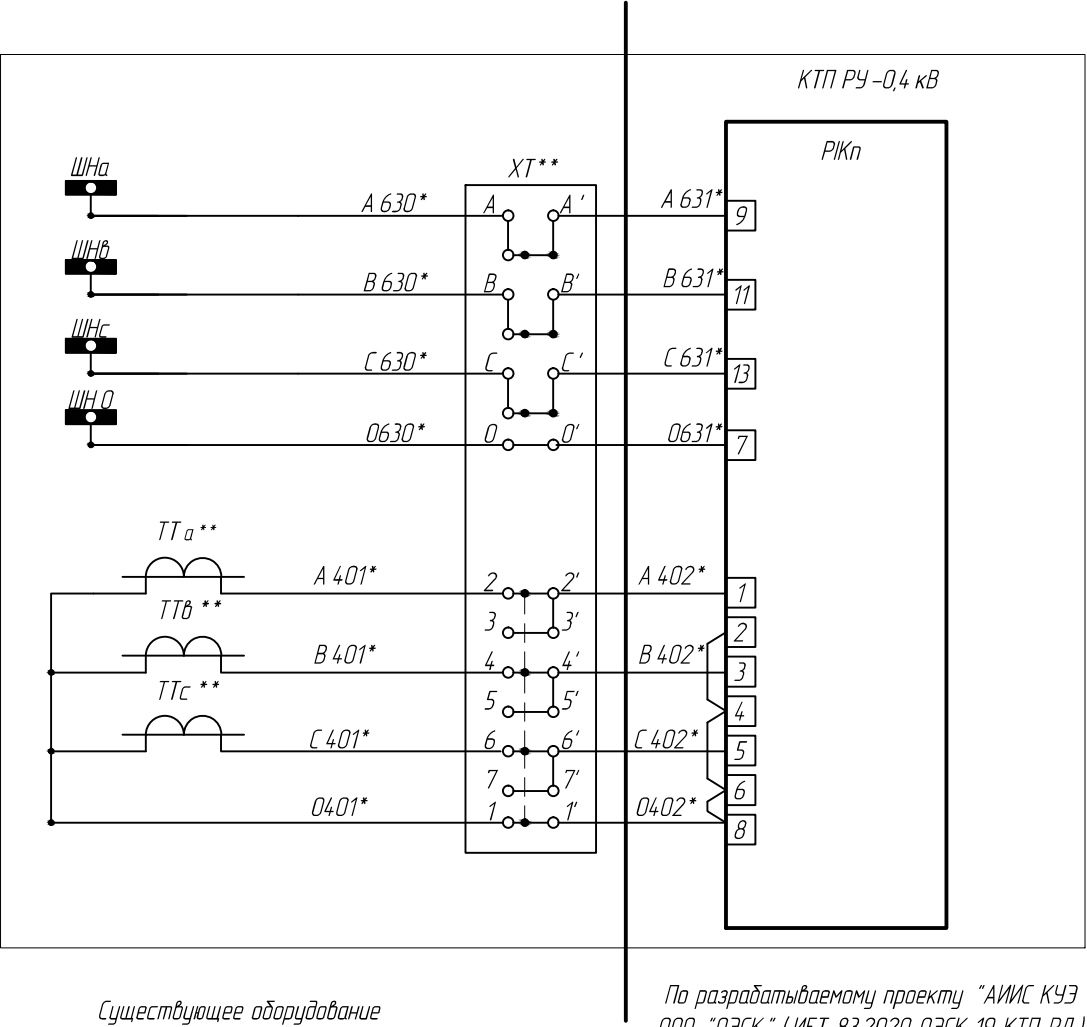 КТП РУ -0,4 кВ
PIKп
ХТ**
ШНа
А 630*
А
А'
А 631*
9
ШНв
В 630*
В
В'
В 631*
11
ШНс
С 630*
С
С'
С 631*
13
ШН 0
0630*
0
0'
0631*
7
ТТа**
А 401*
2
2'
А 402*
1
3
3'
2
ТТв**
В 401*
4
4'
В 402*
3
5
5'
4
ТТс**
С 401*
6
6'
С 402*
5
7
7'
6
0401*
1
1'
0402*
8
Существующее оборудование
По разрабатываемому проекту "АИИС КУЭ